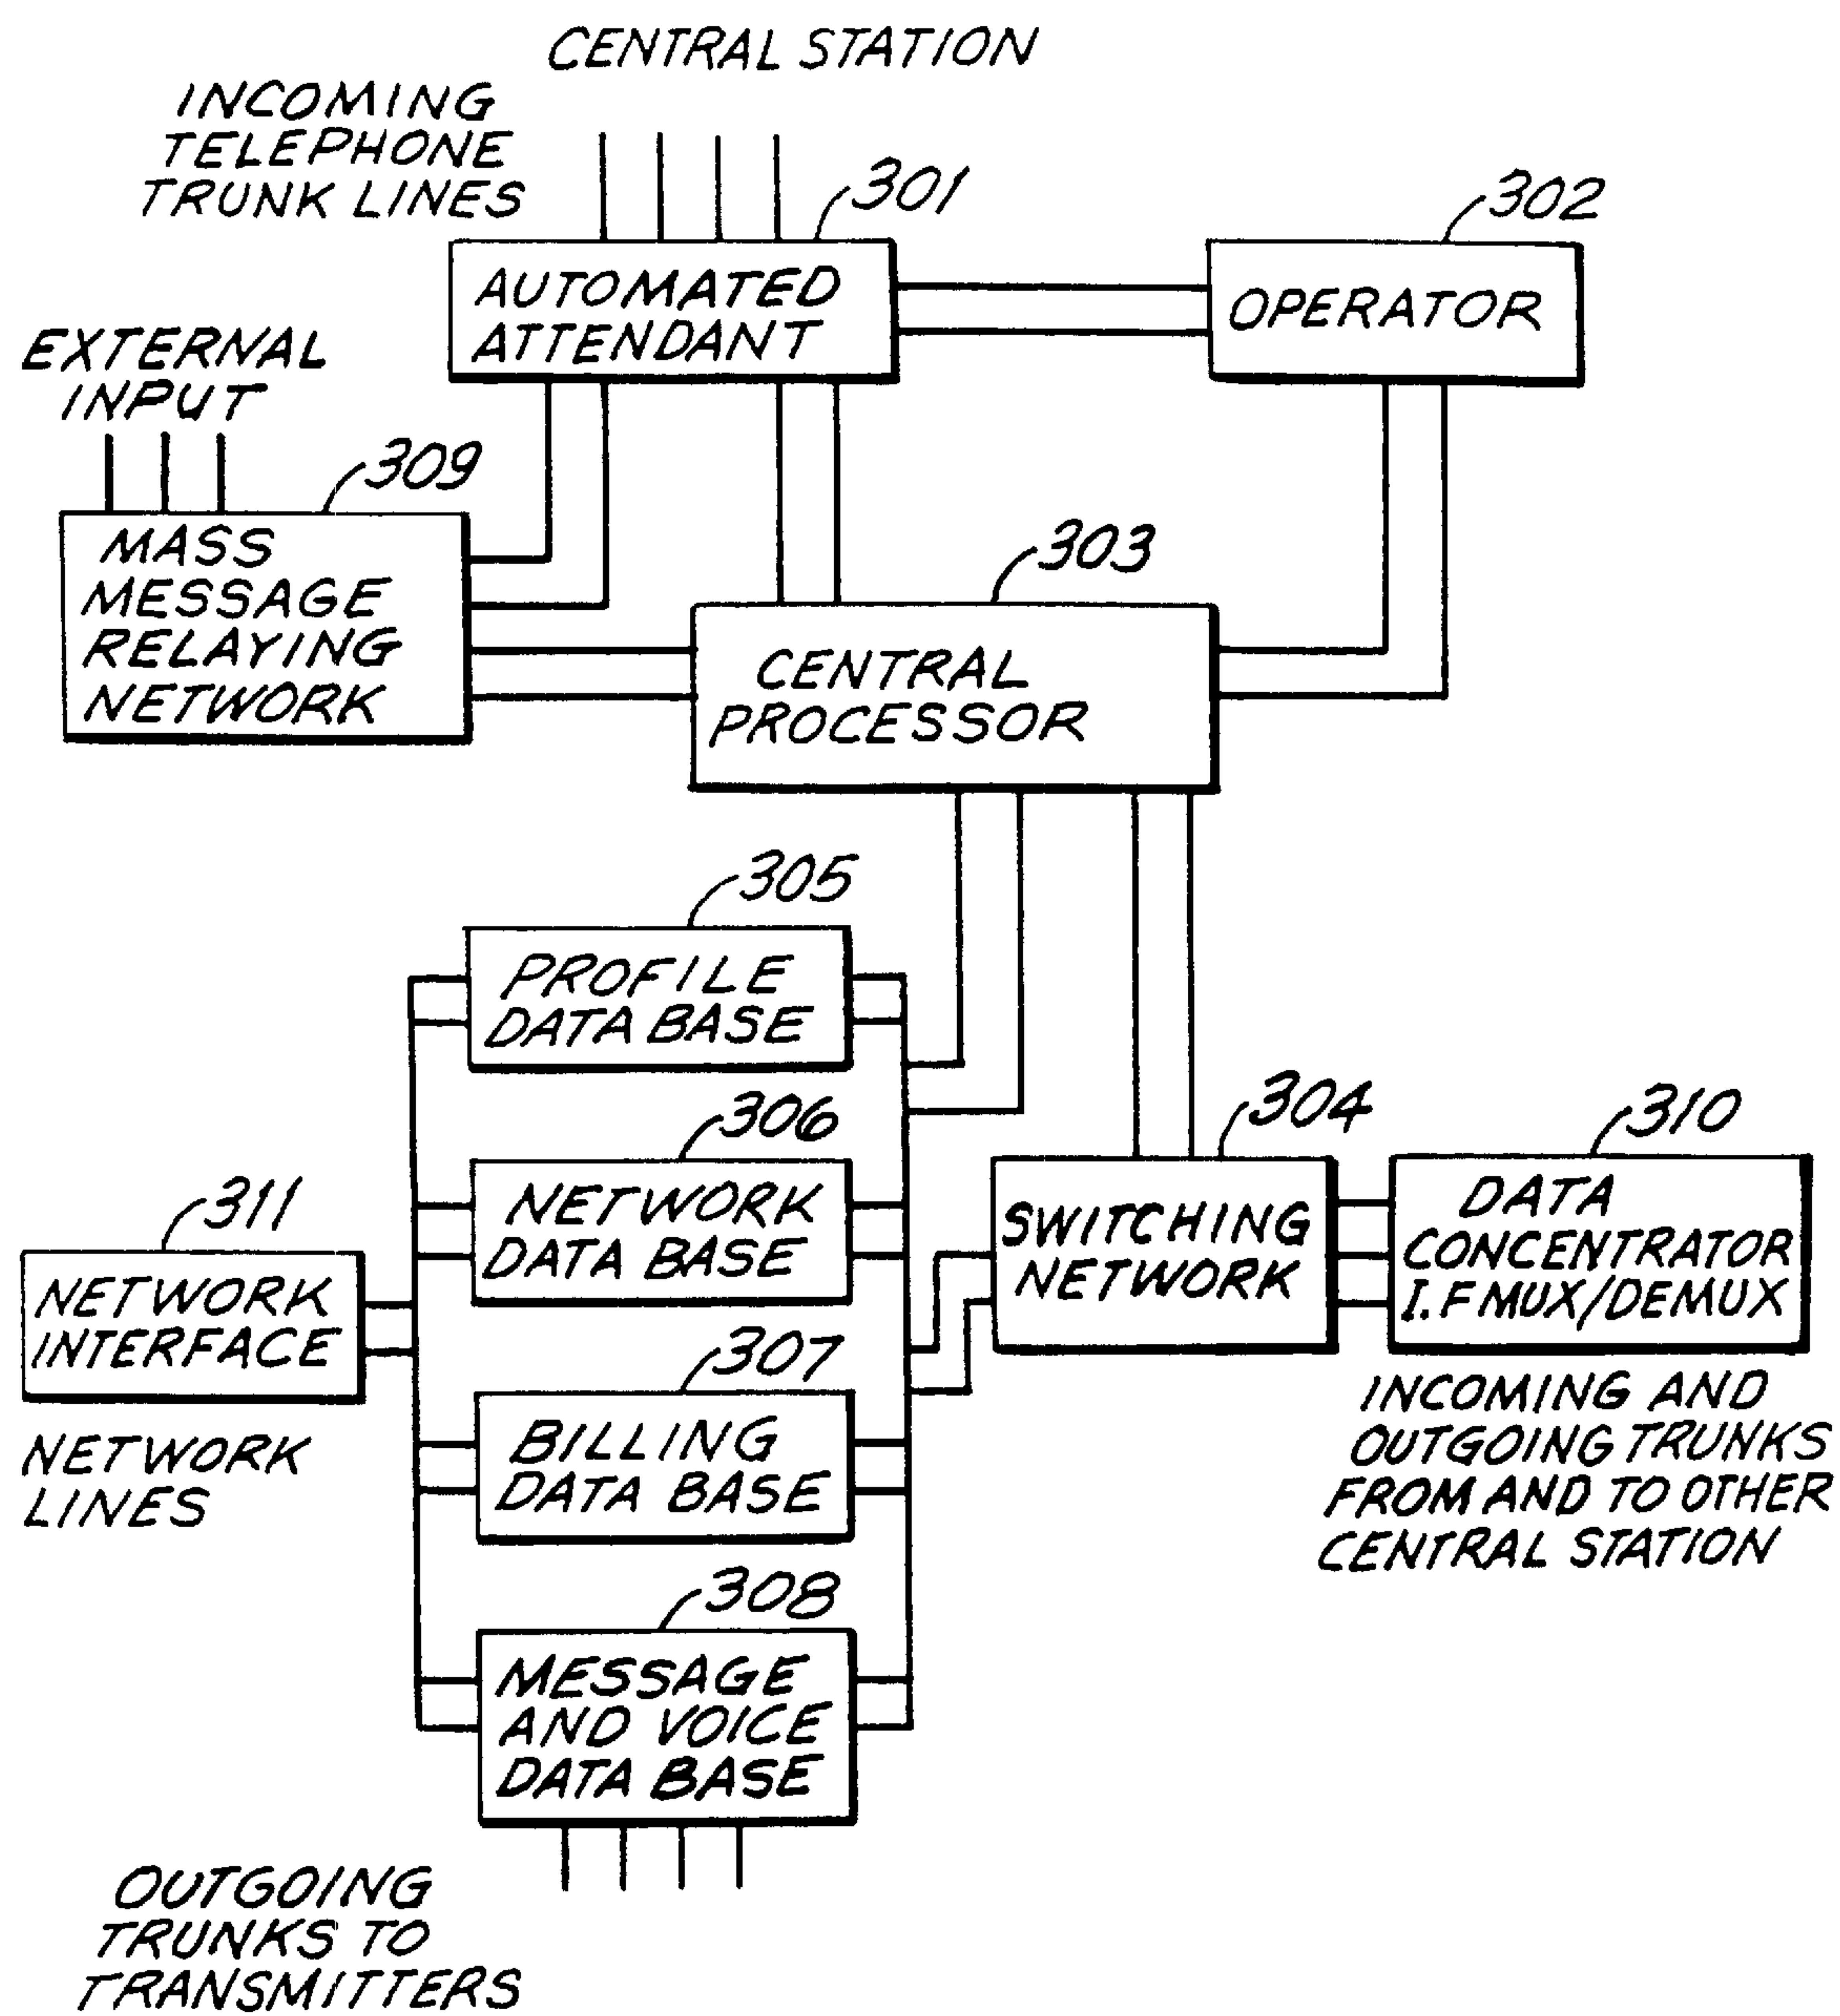 CENTRAL STATION
INCOMING
TELEPHONE
TRUNK LINES
301
302
AUTOMATED
ATTENDANT
OPERATOR
EXTERNAL
INPUT
309
MASS
MESSAGE
RELAYING
NETWORK
303
CENTRAL
PROCESSOR
305
PROFILE
DATA BASE
306
NETWORK
DATA BASE
304
SWITCHING
NETWORK
310
DATA
CONCENTRATOR
I.F MUX/DEMUX
INCOMING AND
OUTGOING TRUNKS
FROM AND TO OTHER
CENTRAL STATION
311
NETWORK
INTERFACE
NETWORK
LINES
307
BILLING
DATA BASE
308
MESSAGE
AND VOICE
DATA BASE
OUTGOING
TRUNKS TO
TRANSMITTERS